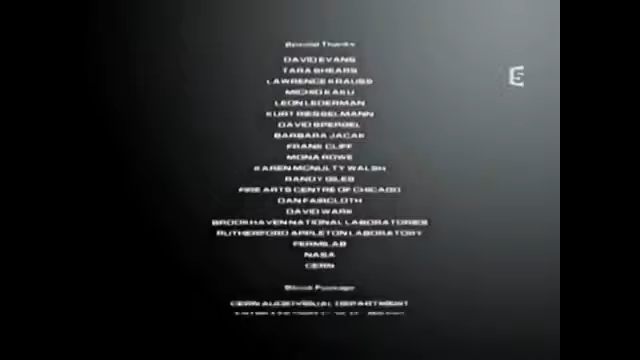 Special Thanks
DAVID EVANS
TARA SHEARS
LAWRENCE KRAUSS
MICHIO KAKU
LEON LEDERMAN
KURT RIESSELMANN
DAVID SPERGEL
BARBARA JACAK
FRANK CLIFF
MONA ROWE
KAREN MCNULTY WALSH
RANDY GILES
FINE ARTS CENTRE OF CHICAGO
DAN FAIRCLOTH
DAVID WARK
BROOKHAVEN NATIONAL LABORATORIES
RUTHERFORD APPLETON LABORATORY
FERMILAB
NASA
CERN
Stock Footage
CERN AUDIOVISUAL DEPARTMENT
5